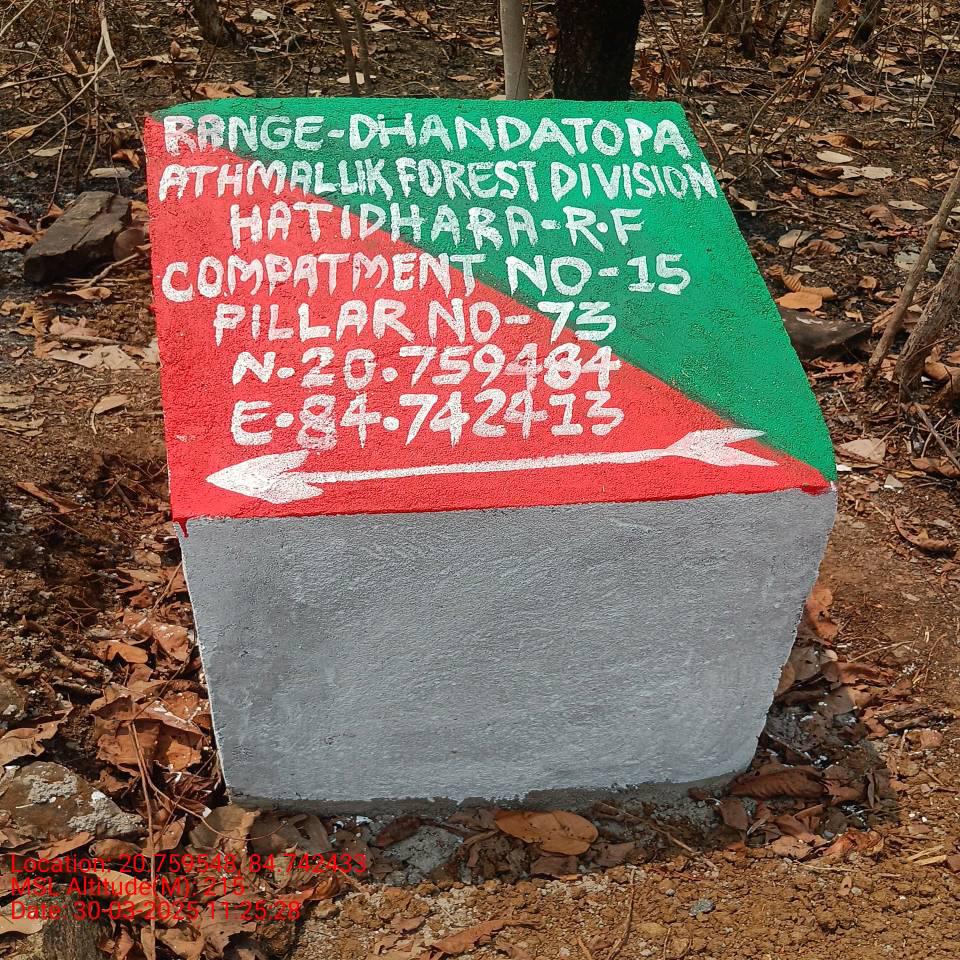 RANGE-DHANDATOPA
ATHMALLIK FOREST DIVISION
HATIDHARA-R.F
COMPATMENT NO-15
PILLAR NO-73
N.20.759484
E.84.742413
Location: 20.759548, 84.742433
MSL Altitude(M): 215
Date: 30-03-2025 11:25:28